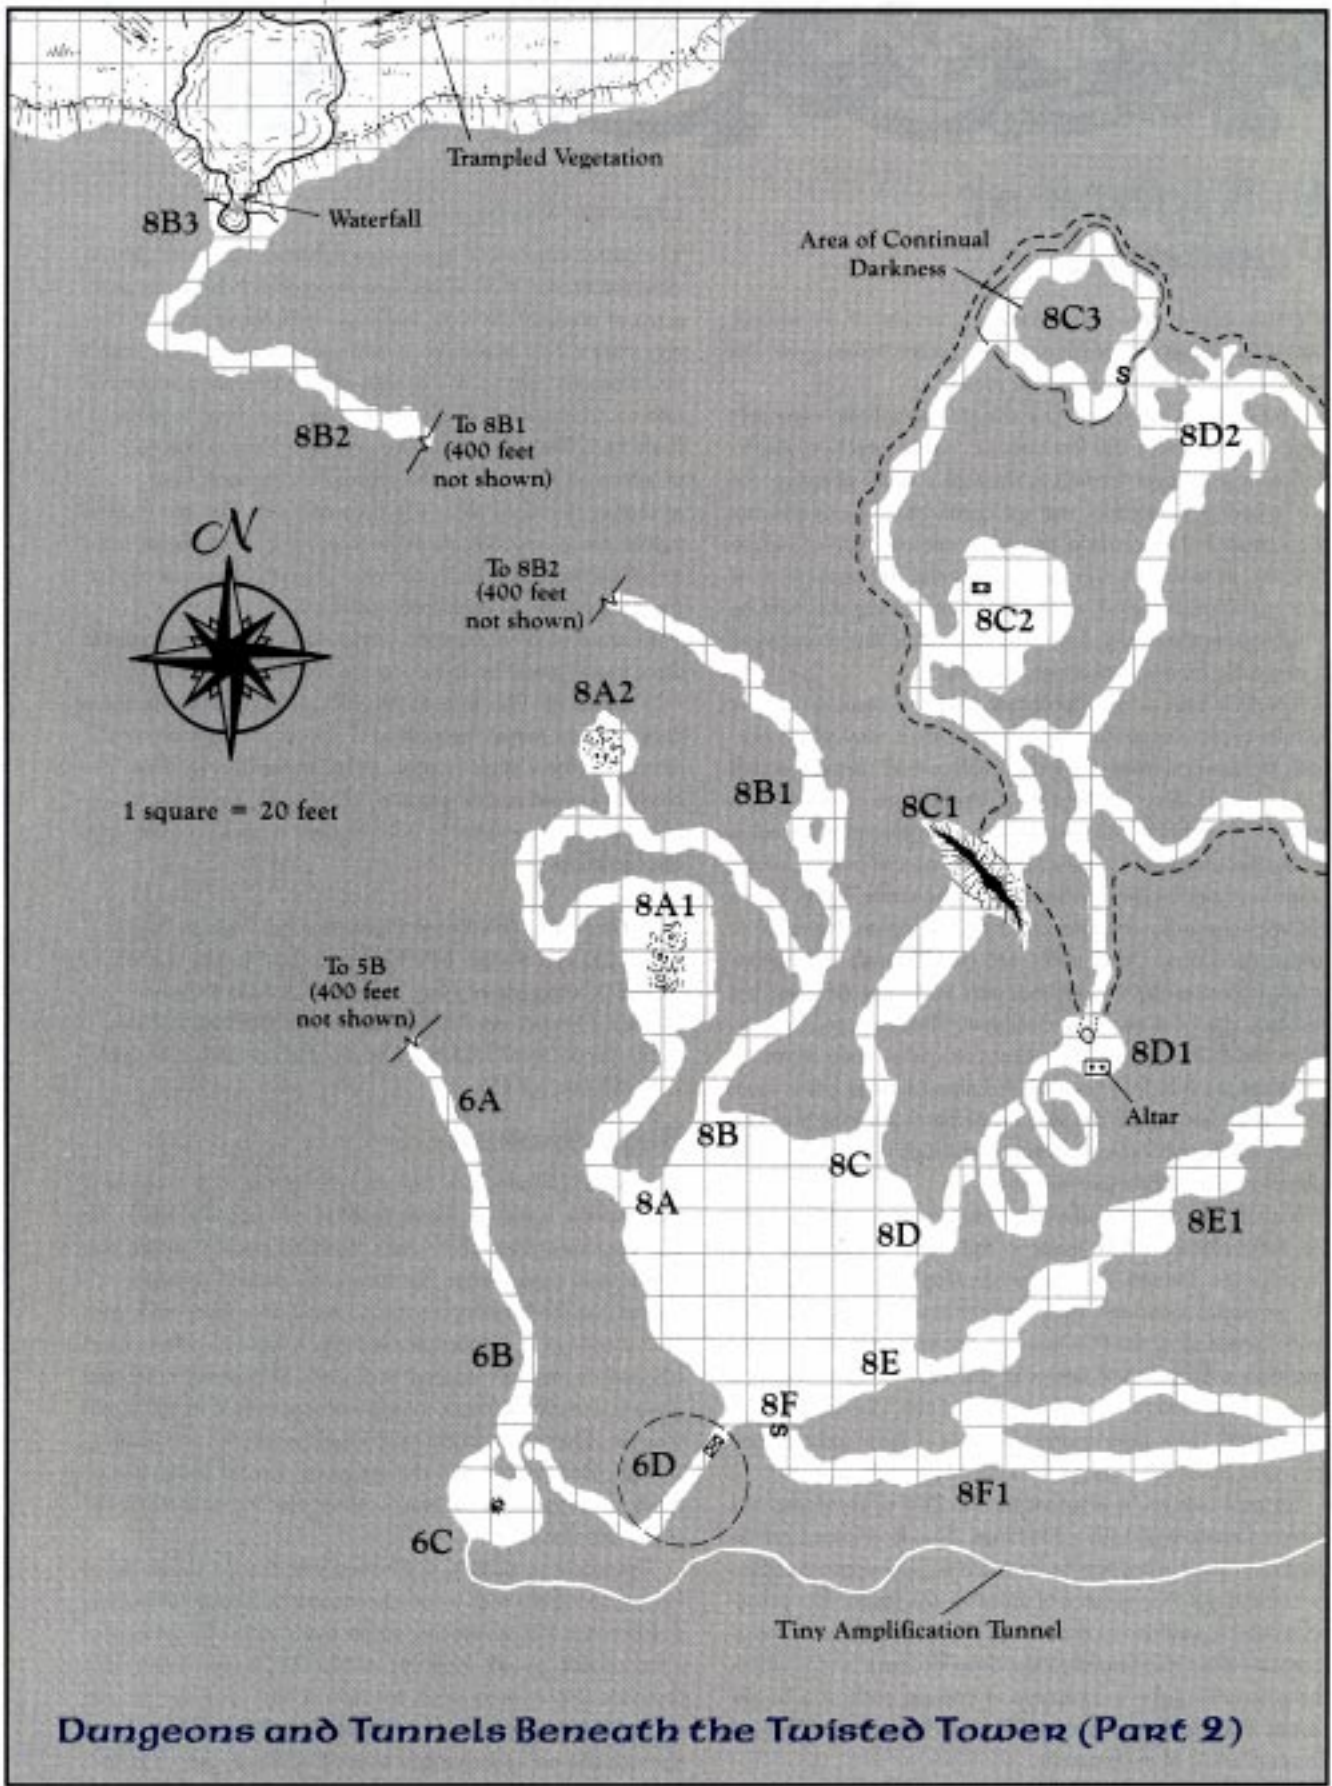 Trampled Vegetation
8B3
Waterfall
Area of Continual
Darkness
8C3
S
8B2
To 8B1
(400 feet
not shown)
8D2
N
To 8B2
(400 feet
not shown)
8C2
8A2
1 square = 20 feet
8B1
8C1
8A1
To 5B
(400 feet
not shown)
8D1
6A
Altar
8B
8C
8A
8D
8E1
6B
8E
8F
S
6D
8F1
6C
Tiny Amplification Tunnel
Dungeons and Tunnels Beneath the Twisted Tower (Part 2)